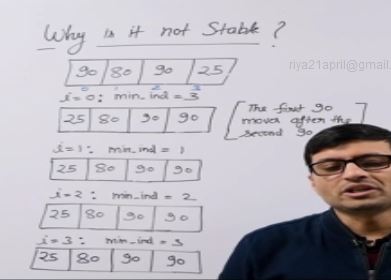 Why is it not Stable ?
90 80 90 25
riya21april@gmail.
0 1 2 3
i=0: min_ind = 3
25 80 90 90
[The first 90
moves after the
second 90]
i=1: min_ind = 1
25 80 90 90
i=2: min_ind = 2
25 80 90 90
i=3: min_ind = 3
25 80 90 90